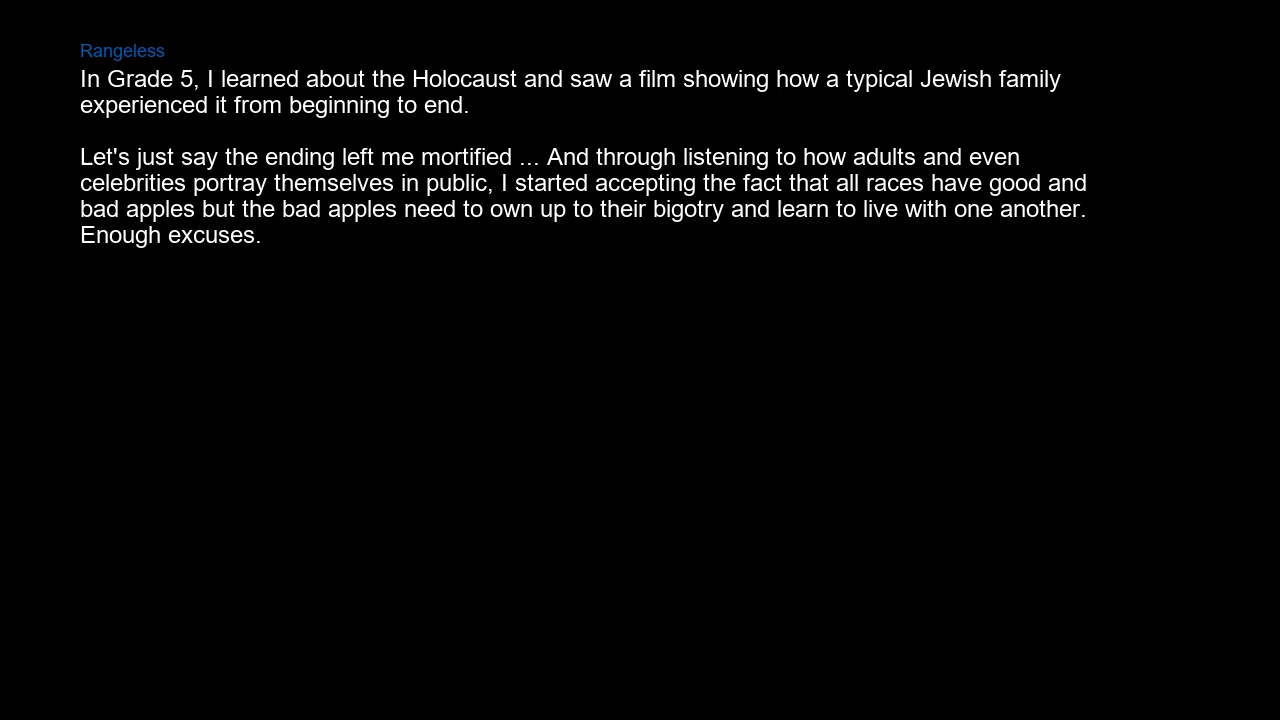 Rangeless
In Grade 5, I learned about the Holocaust and saw a film showing how a typical Jewish family
experienced it from beginning to end.
Let's just say the ending left me mortified ... And through listening to how adults and even
celebrities portray themselves in public, I started accepting the fact that all races have good and
bad apples but the bad apples need to own up to their bigotry and learn to live with one another.
Enough excuses.